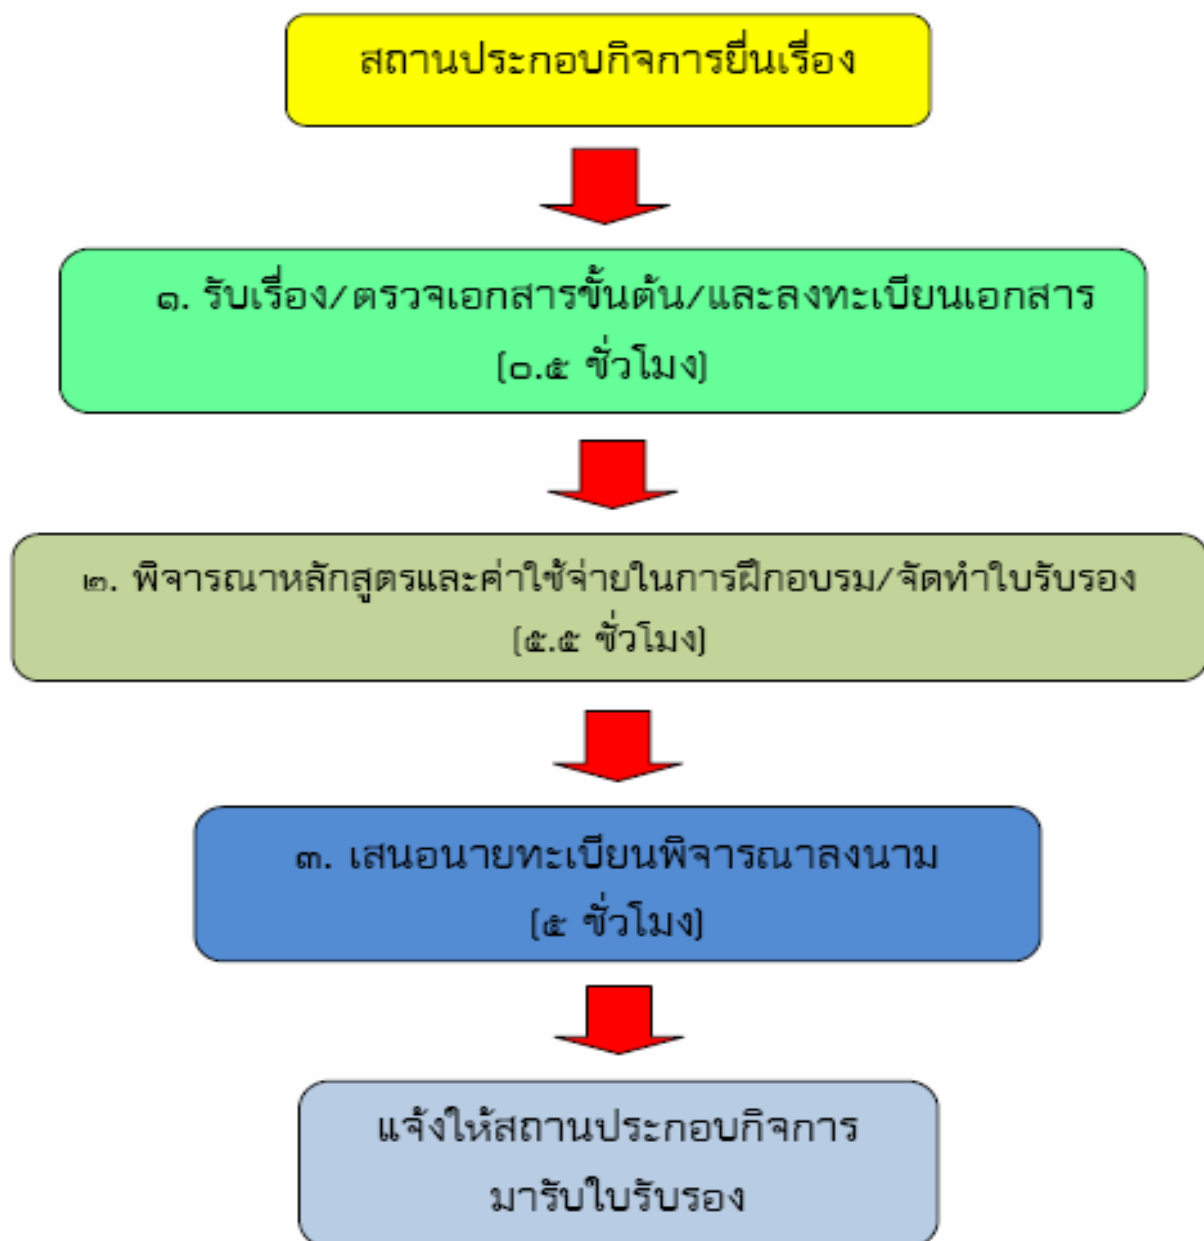 สถานประกอบกิจการยื่นเรื่อง
๑. รับเรื่อง/ตรวจเอกสารขั้นต้น/และลงทะเบียนเอกสาร
(๐.๕ ชั่วโมง)
๒. พิจารณาหลักสูตรและค่าใช้จ่ายในการฝึกอบรม/จัดทำใบรับรอง
(๕.๕ ชั่วโมง)
๓. เสนอนายทะเบียนพิจารณาลงนาม
(๕ ชั่วโมง)
แจ้งให้สถานประกอบกิจการ
มารับใบรับรอง